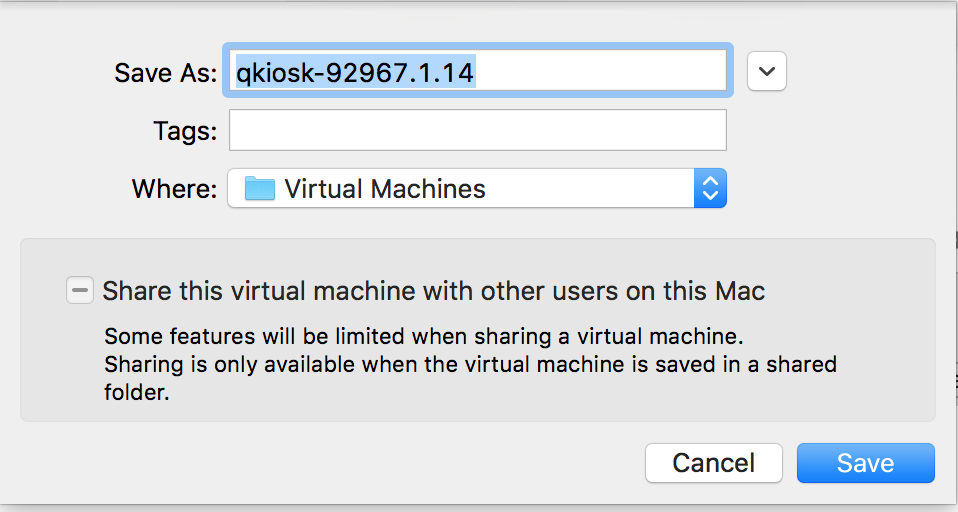 Save As: qkiosk-92967.1.14
Tags:
Where: Virtual Machines
Share this virtual machine with other users on this Mac
Some features will be limited when sharing a virtual machine.
Sharing is only available when the virtual machine is saved in a shared
folder.
Cancel Save